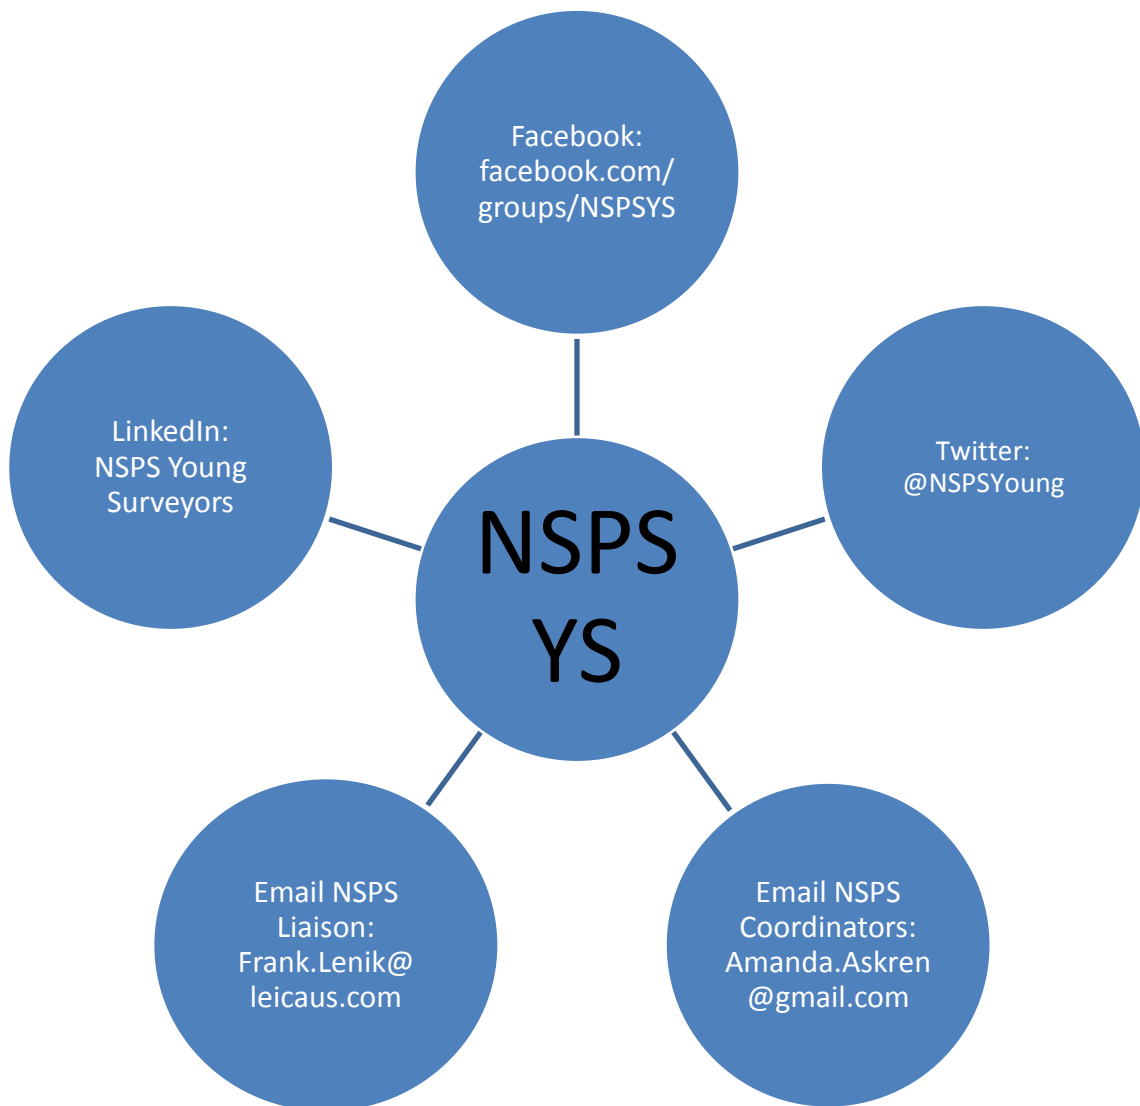 Facebook:
facebook.com/
groups/NSPSYS
LinkedIn:
NSPS Young
Surveyors
Twitter:
@NSPSYoung
NSPS
YS
Email NSPS
Liaison:
Frank.Lenik@
leicaus.com
Email NSPS
Coordinators:
Amanda.Askren
@gmail.com